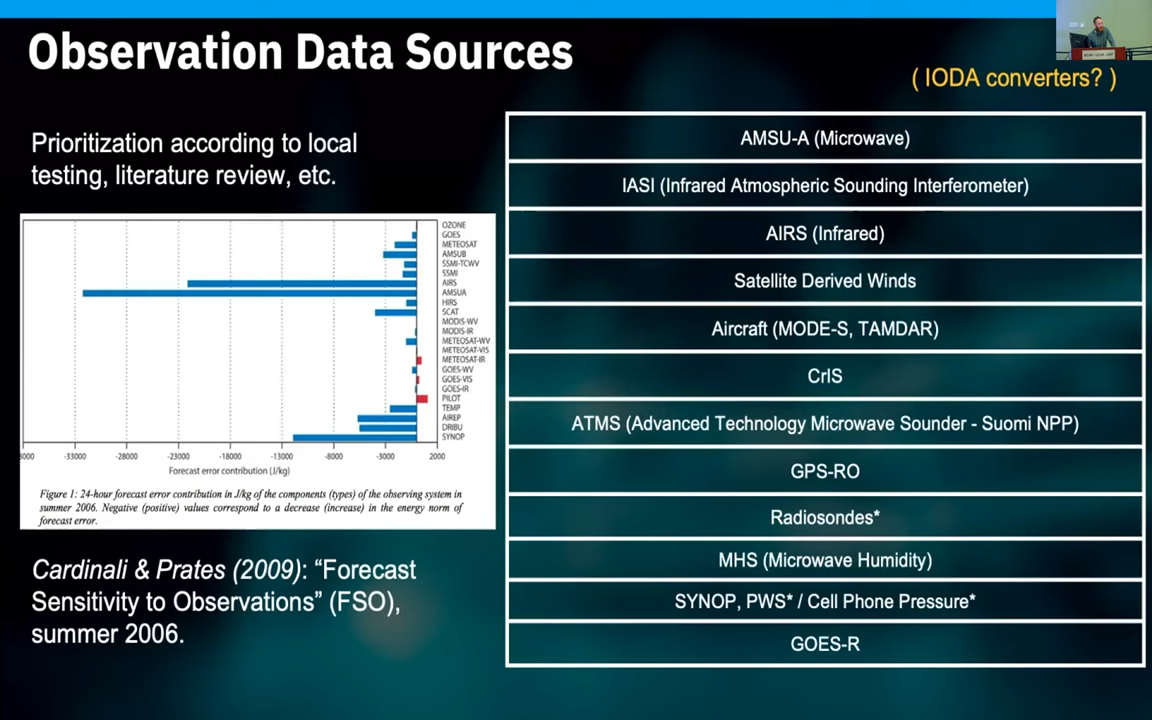 Observation Data Sources
( IODA converters? )
Prioritization according to local
testing, literature review, etc.
OZONE
GOES
METEOSAT
AMSUB
SSMI-TCWV
SSMI
AIRS
AMSUA
HIRS
SCAT
MODIS-WV
MODIS-IR
METEOSAT-WV
METEOSAT-VIS
METEOSAT-IR
GOES-WV
GOES-VIS
GOES-IR
PILOT
TEMP
AIREP
DRIBU
SYNOP
-33000 -28000 -23000 -18000 -13000 -8000 -3000 2000
Forecast error contribution (J/kg)
Figure 1: 24-hour forecast error contribution in J/kg of the components (types) of the observing system in
summer 2006. Negative (positive) values correspond to a decrease (increase) in the energy norm of
forecast error.
Cardinali & Prates (2009): “Forecast
Sensitivity to Observations” (FSO),
summer 2006.
AMSU-A (Microwave)
IASI (Infrared Atmospheric Sounding Interferometer)
AIRS (Infrared)
Satellite Derived Winds
Aircraft (MODE-S, TAMDAR)
CrIS
ATMS (Advanced Technology Microwave Sounder - Suomi NPP)
GPS-RO
Radiosondes*
MHS (Microwave Humidity)
SYNOP, PWS* / Cell Phone Pressure*
GOES-R